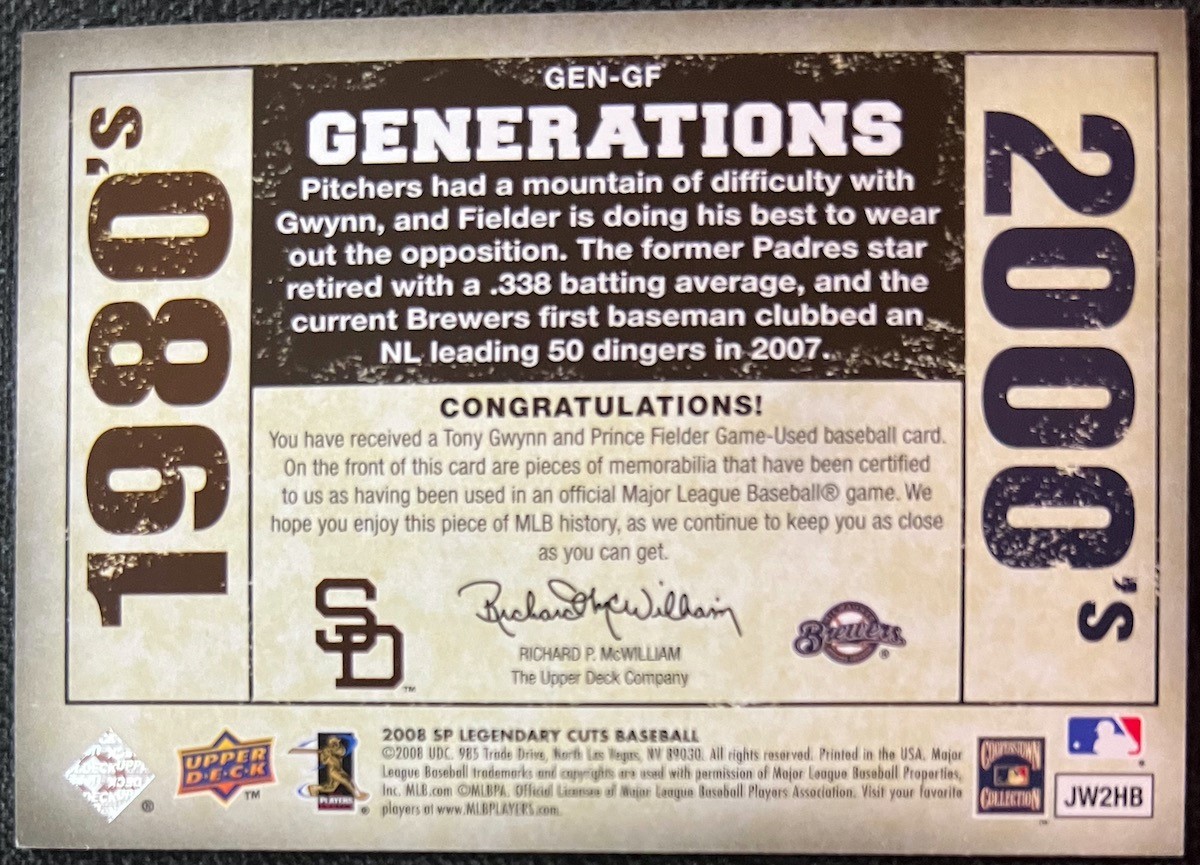 GEN-GF
GENERATIONS
Pitchers had a mountain of difficulty with
Gwynn, and Fielder is doing his best to wear
out the opposition. The former Padres star
retired with a .338 batting average, and the
current Brewers first baseman clubbed an
NL leading 50 dingers in 2007.
1980's
2000's
CONGRATULATIONS!
You have received a Tony Gwynn and Prince Fielder Game-Used baseball card.
On the front of this card are pieces of memorabilia that have been certified
to us as having been used in an official Major League Baseball® game. We
hope you enjoy this piece of MLB history, as we continue to keep you as close
as you can get.
SD™
Richard P. McWilliam
Brewers®
RICHARD P. McWILLIAM
The Upper Deck Company
2008 SP LEGENDARY CUTS BASEBALL
©2008 UDC. 985 Trade Drive, North Las Vegas, NV 89030. All rights reserved. Printed in the USA. Major
League Baseball trademarks and copyrights are used with permission of Major League Baseball Properties,
Inc. MLB.com ©MLBPA. Official Licensee of Major League Baseball Players Association. Visit your favorite
players at www.MLBPLAYERS.com.
®
UPPER
DECK
™
PLAYERS
®
COOPERSTOWN
COLLECTION
™
®
JW2HB